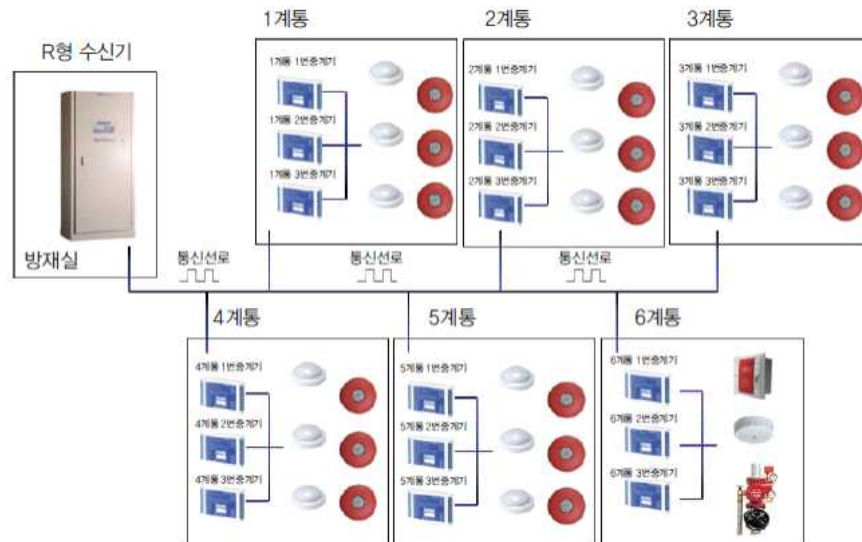 1계통
2계통
3계통
R형 수신기
방재실
1계통 1번중계기
1계통 2번중계기
1계통 3번중계기
2계통 1번중계기
2계통 2번중계기
2계통 3번중계기
3계통 1번중계기
3계통 2번중계기
3계통 3번중계기
통신선로
통신선로
통신선로
4계통
5계통
6계통
4계통 1번중계기
4계통 2번중계기
4계통 3번중계기
5계통 1번중계기
5계통 2번중계기
5계통 3번중계기
6계통 1번중계기
6계통 2번중계기
6계통 3번중계기